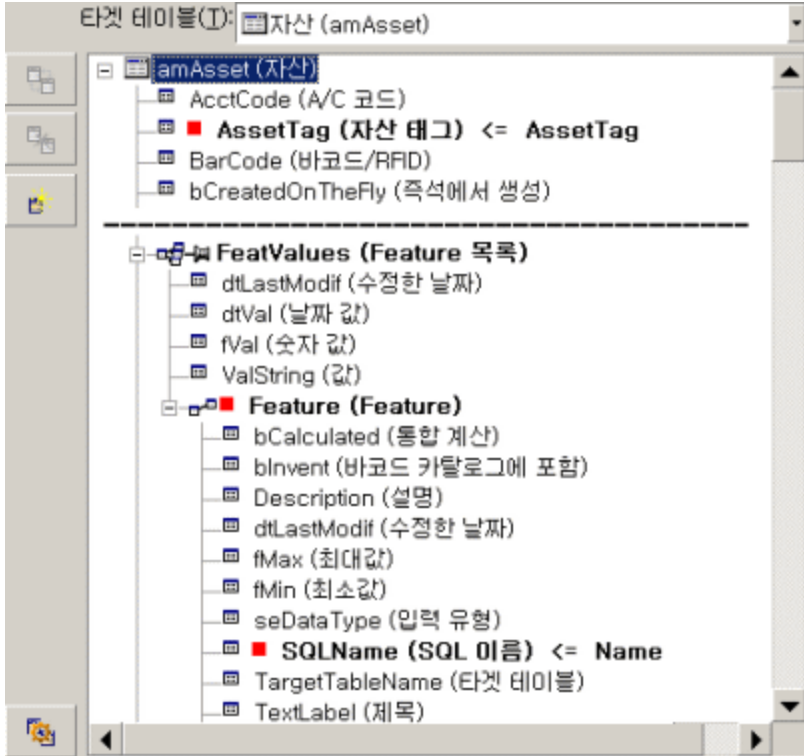 타겟 테이블(T): 자산 (amAsset)
amAsset (자산)
AcctCode (A/C 코드)
AssetTag (자산 태그) <= AssetTag
BarCode (바코드/RFID)
bCreatedOnTheFly (즉석에서 생성)
FeatValues (Feature 목록)
dtLastModif (수정한 날짜)
dtVal (날짜 값)
fVal (숫자 값)
ValString (값)
Feature (Feature)
bCalculated (통합 계산)
bInvent (바코드 카탈로그에 포함)
Description (설명)
dtLastModif (수정한 날짜)
fMax (최대값)
fMin (최소값)
seDataType (입력 유형)
SQLName (SQL 이름) <= Name
TargetTableName (타겟 테이블)
TextLabel (제목)